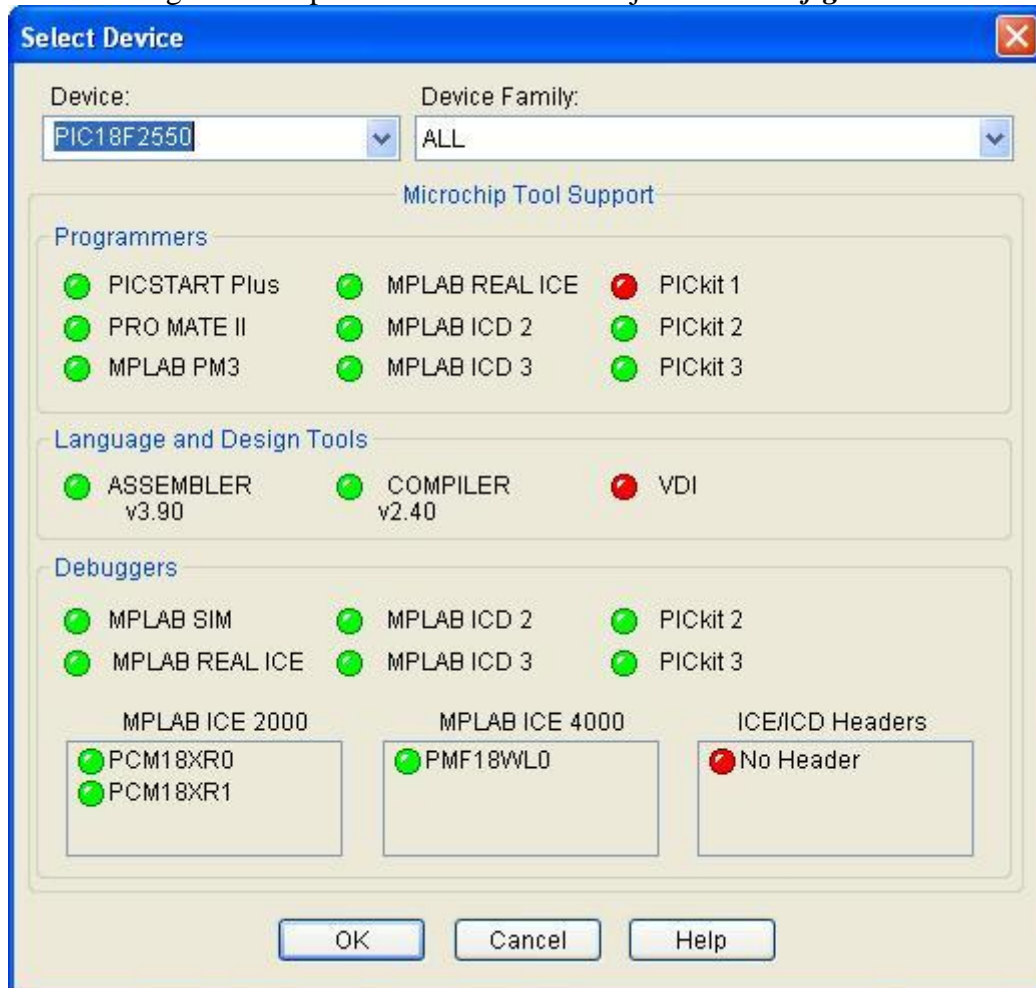 Select Device
Device:
Device Family:
PIC18F2550
ALL
Microchip Tool Support
Programmers
PICSTART Plus
MPLAB REAL ICE
PICkit 1
PRO MATE II
MPLAB ICD 2
PICkit 2
MPLAB PM3
MPLAB ICD 3
PICkit 3
Language and Design Tools
ASSEMBLER
COMPILER
VDI
v3.90
v2.40
Debuggers
MPLAB SIM
MPLAB ICD 2
PICkit 2
MPLAB REAL ICE
MPLAB ICD 3
PICkit 3
MPLAB ICE 2000
MPLAB ICE 4000
ICE/ICD Headers
PCM18XR0
PMF18WL0
No Header
PCM18XR1
OK
Cancel
Help